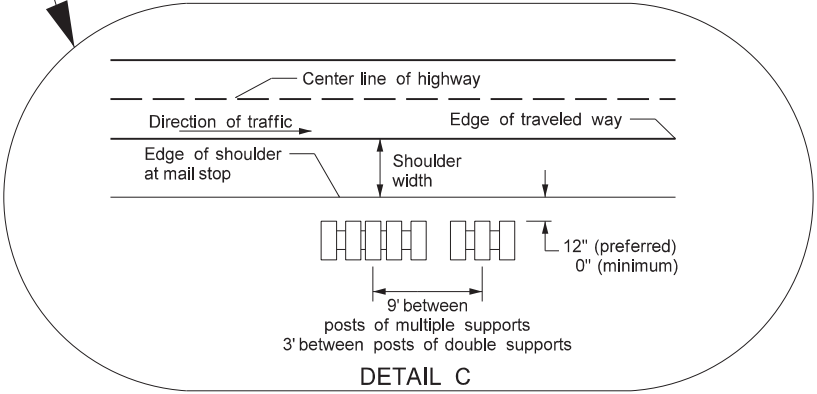 Center line of highway
Direction of traffic
Edge of traveled way
Edge of shoulder
at mail stop
Shoulder
width
12" (preferred)
0" (minimum)
9' between
posts of multiple supports
3' between posts of double supports
DETAIL C